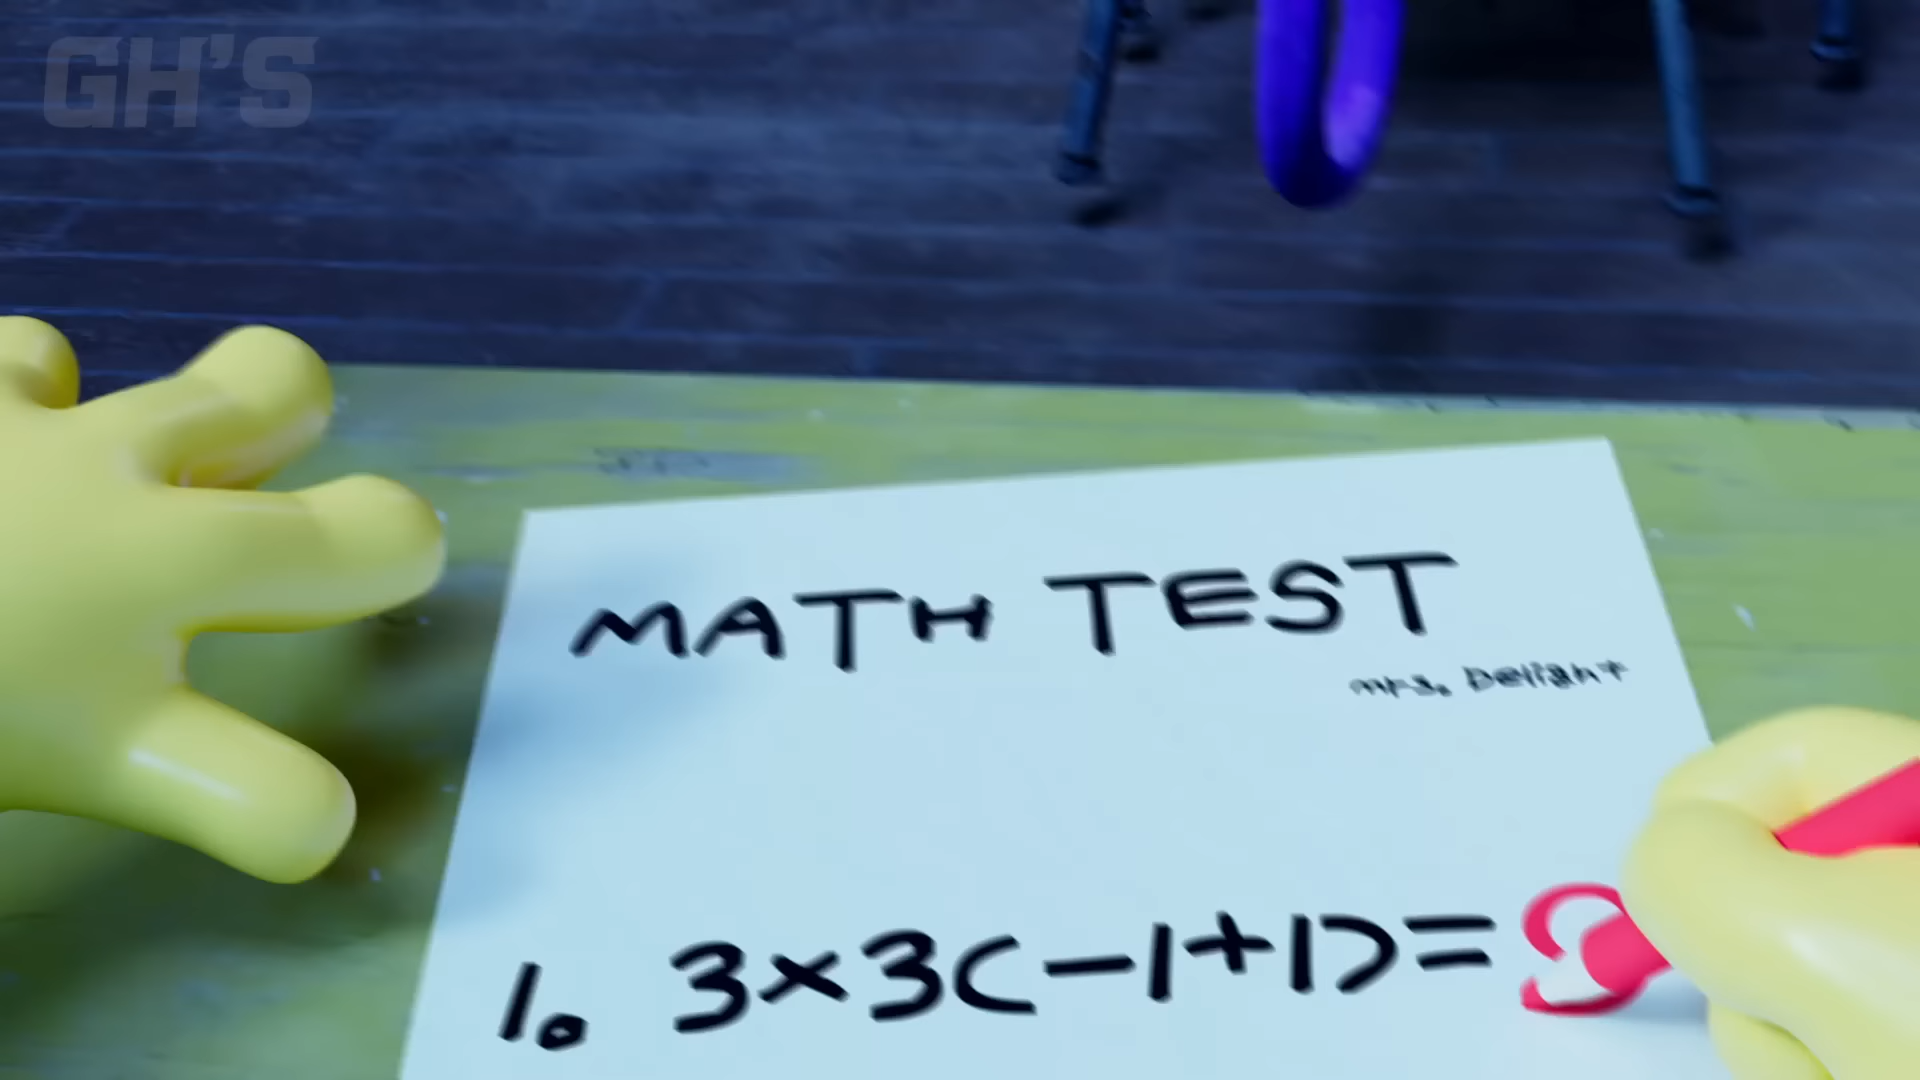 GH'S
MATH TEST
mrs. Delight
1. 3×3(-1+1)=